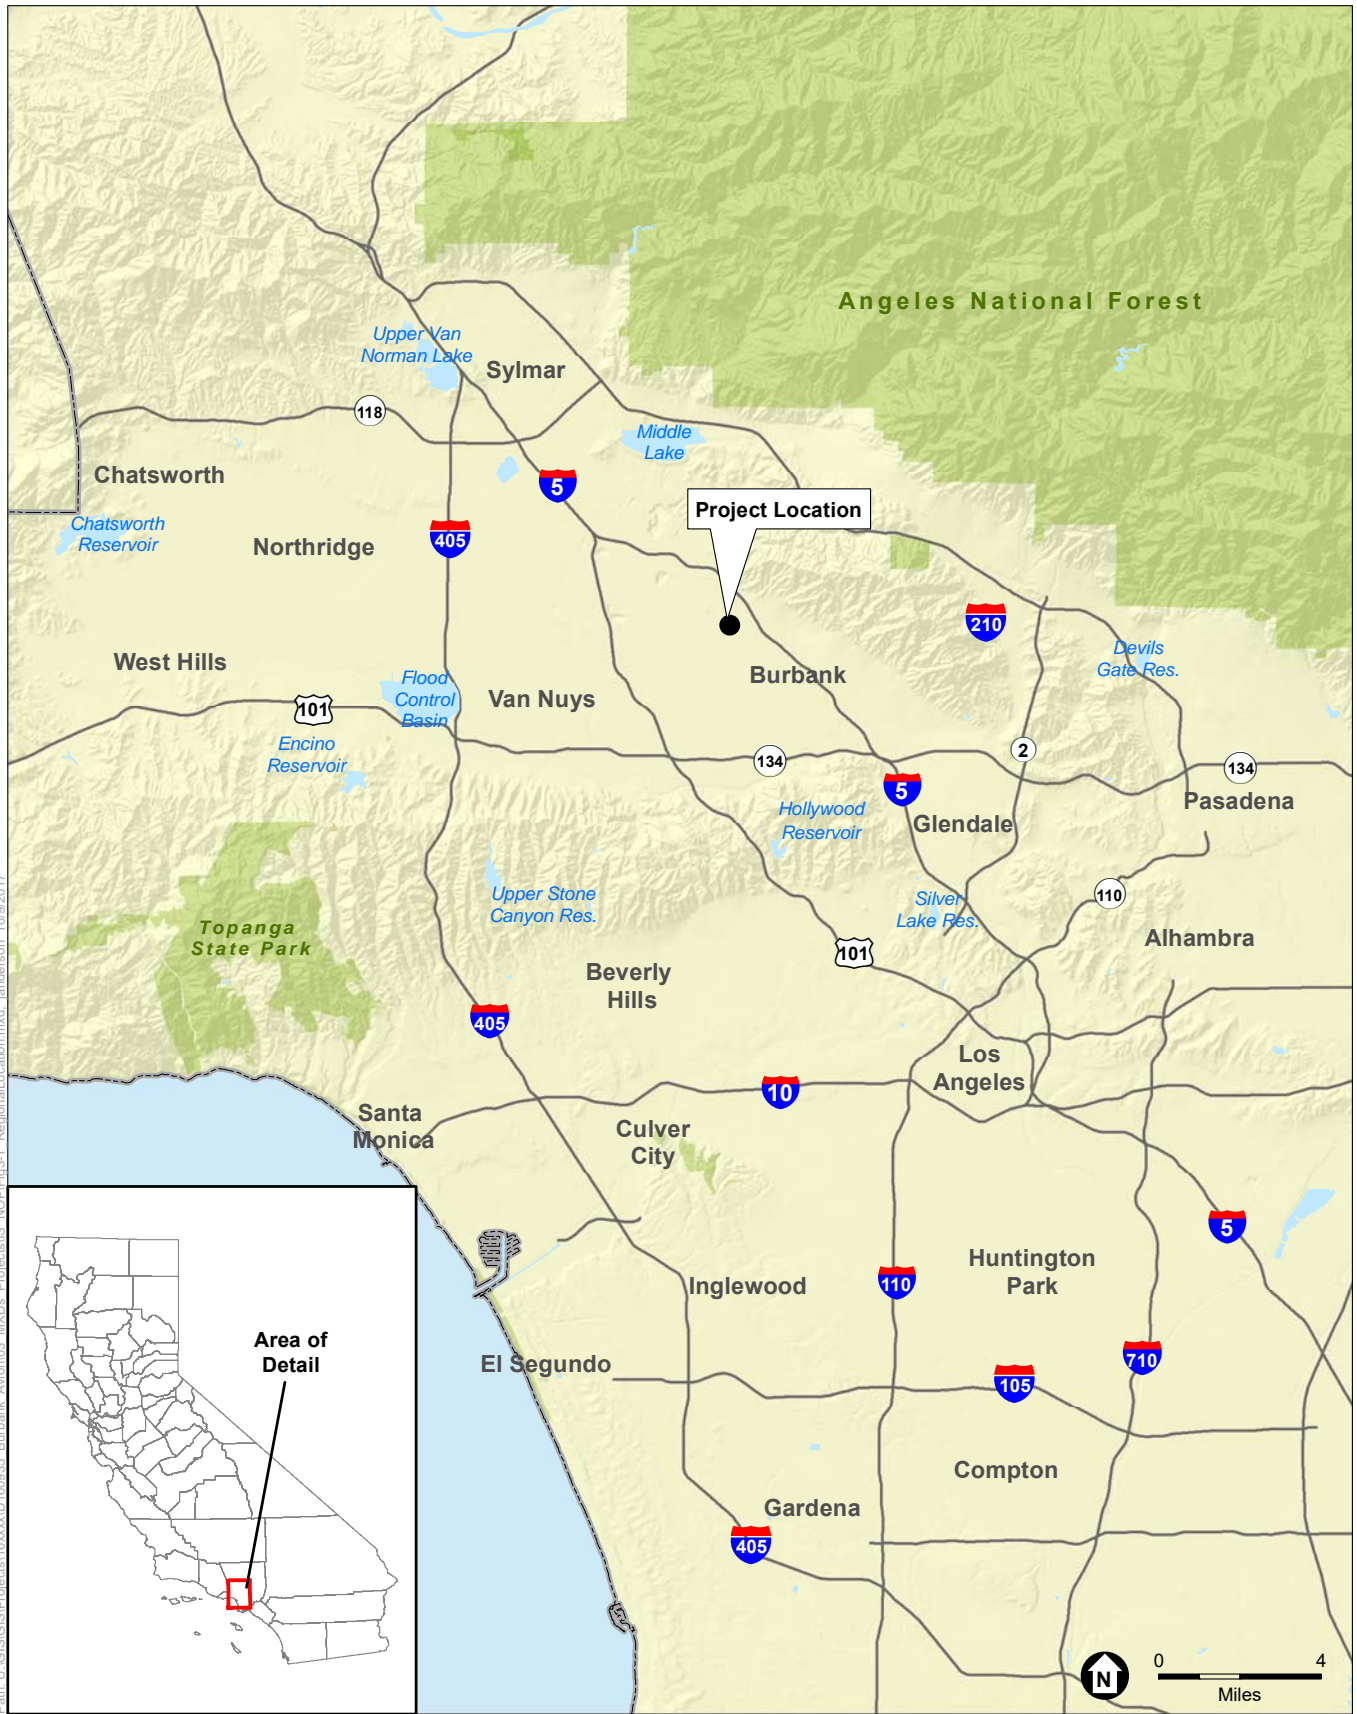 Angeles National Forest
Upper Van
Norman Lake
Sylmar
118
Middle
Lake
Chatsworth
5
Project Location
Chatsworth
Reservoir
405
Northridge
210
West Hills
Devils
Gate Res.
Burbank
Flood
Control
Basin
Van Nuys
101
Encino
Reservoir
134
2
134
5
Pasadena
Hollywood
Reservoir
Glendale
Upper Stone
Canyon Res.
Silver
Lake Res.
110
Topanga
State Park
Alhambra
101
Beverly
Hills
405
Los
Angeles
10
Santa
Monica
Culver
City
5
Huntington
Park
Inglewood
110
Area of
Detail
El Segundo
710
105
Compton
Gardena
405
N
0 4
Miles